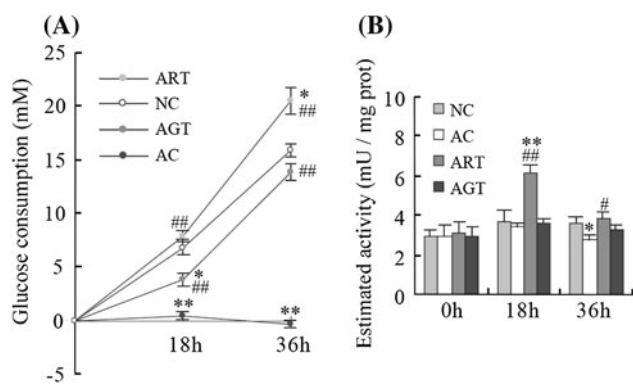 (A)
Glucose consumption (mM)
25
20
15
10
5
0
-5
ART
NC
AGT
AC
##
*
##
**
*
##
##
**
18h
36h
(B)
Estimated activity (mU / mg prot)
10
8
6
4
2
0
NC
AC
ART
AGT
**
##
*
#
0h
18h
36h